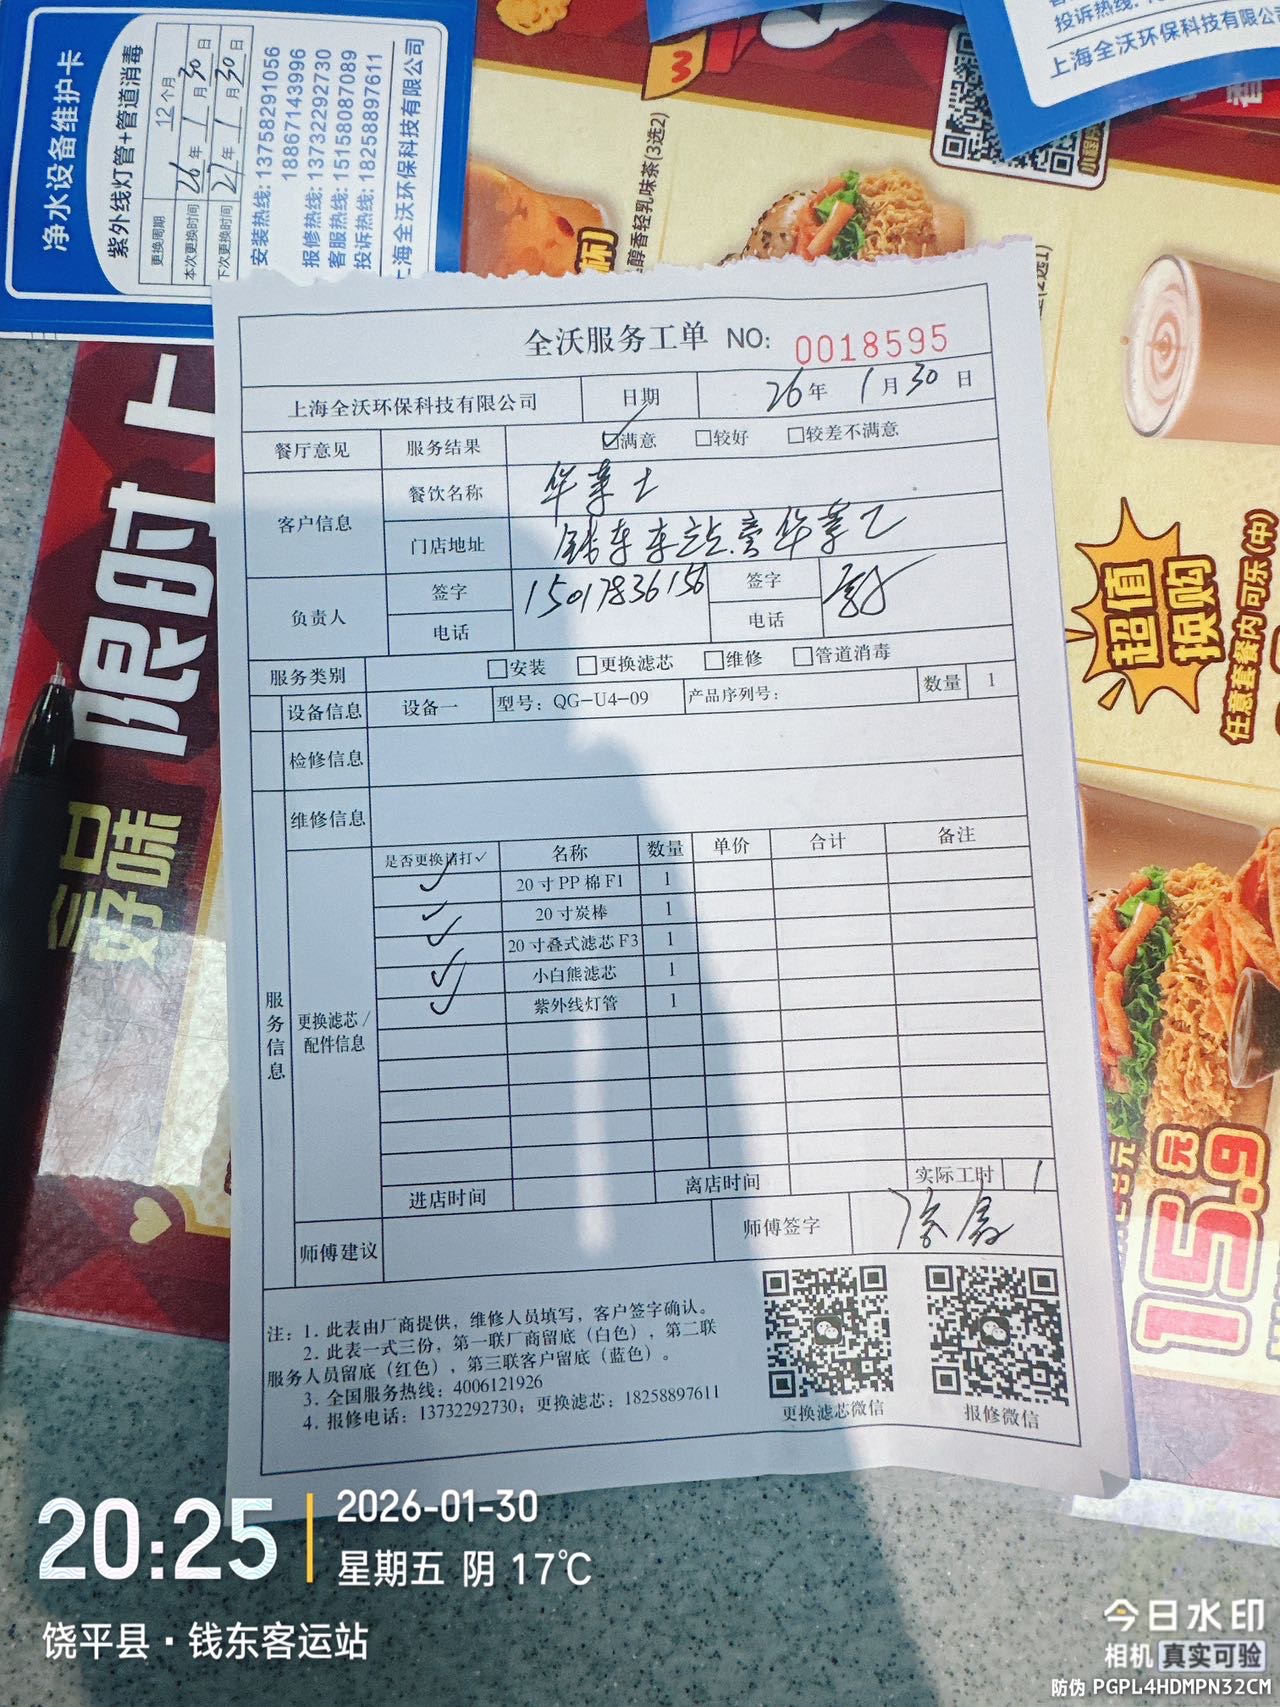 净水设备维护卡
紫外线灯管+管道消毒
更换周期 12个月
本次更换时间 26年1月30日
下次更换时间 27年1月30日
安装热线: 13758291056
18867143996
报修热线: 13732292730
客服热线: 15158087089
投诉热线: 18258897611
上海全沃环保科技有限公司
投诉热线:
上海全沃环保科技有限公司
小程序
醇香轻乳味茶(3选2)
限时上
好味
超值
换购
任意套餐内可乐(中)
15.9元
全沃服务工单 NO: 0018595
上海全沃环保科技有限公司 日期 26年1月30日
餐厅意见 服务结果 ☑满意 □较好 □较差不满意
客户信息 餐饮名称 华莱士
门店地址 钱东车站旁华莱士
负责人 签字 15017836156 签字
电话 电话
服务类别 □安装 □更换滤芯 □维修 □管道消毒
设备信息 设备一 型号: QG-U4-09 产品序列号: 数量 1
检修信息
维修信息
服务信息
更换滤芯/
配件信息
是否更换请打✓ 名称 数量 单价 合计 备注
✓ 20寸PP棉F1 1
✓ 20寸炭棒 1
✓ 20寸叠式滤芯F3 1
✓ 小白熊滤芯 1
✓ 紫外线灯管 1
进店时间 离店时间 实际工时 1
师傅建议 师傅签字
注: 1. 此表由厂商提供，维修人员填写，客户签字确认。
2. 此表一式三份，第一联厂商留底（白色），第二联
服务人员留底（红色），第三联客户留底（蓝色）。
3. 全国服务热线: 4006121926
4. 报修电话: 13732292730; 更换滤芯: 18258897611
更换滤芯微信 报修微信
20:25
2026-01-30
星期五 阴 17℃
饶平县·钱东客运站
今日水印
相机 真实可验
防伪 PGPL4HDMPN32CM